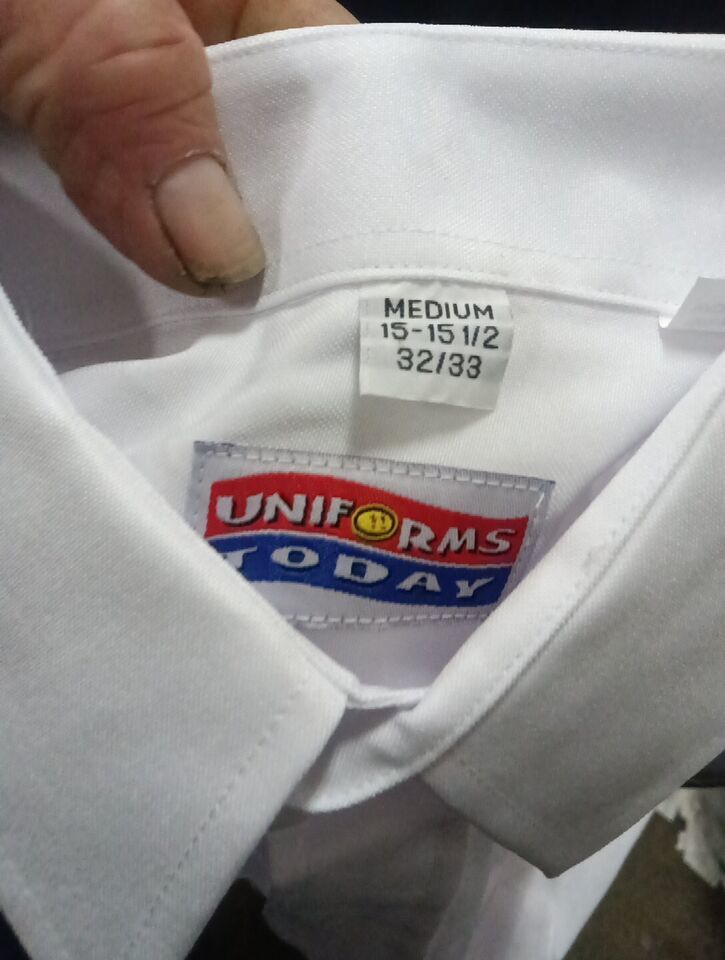 MEDIUM
15-15 1/2
32/33
UNIFORMS
TODAY